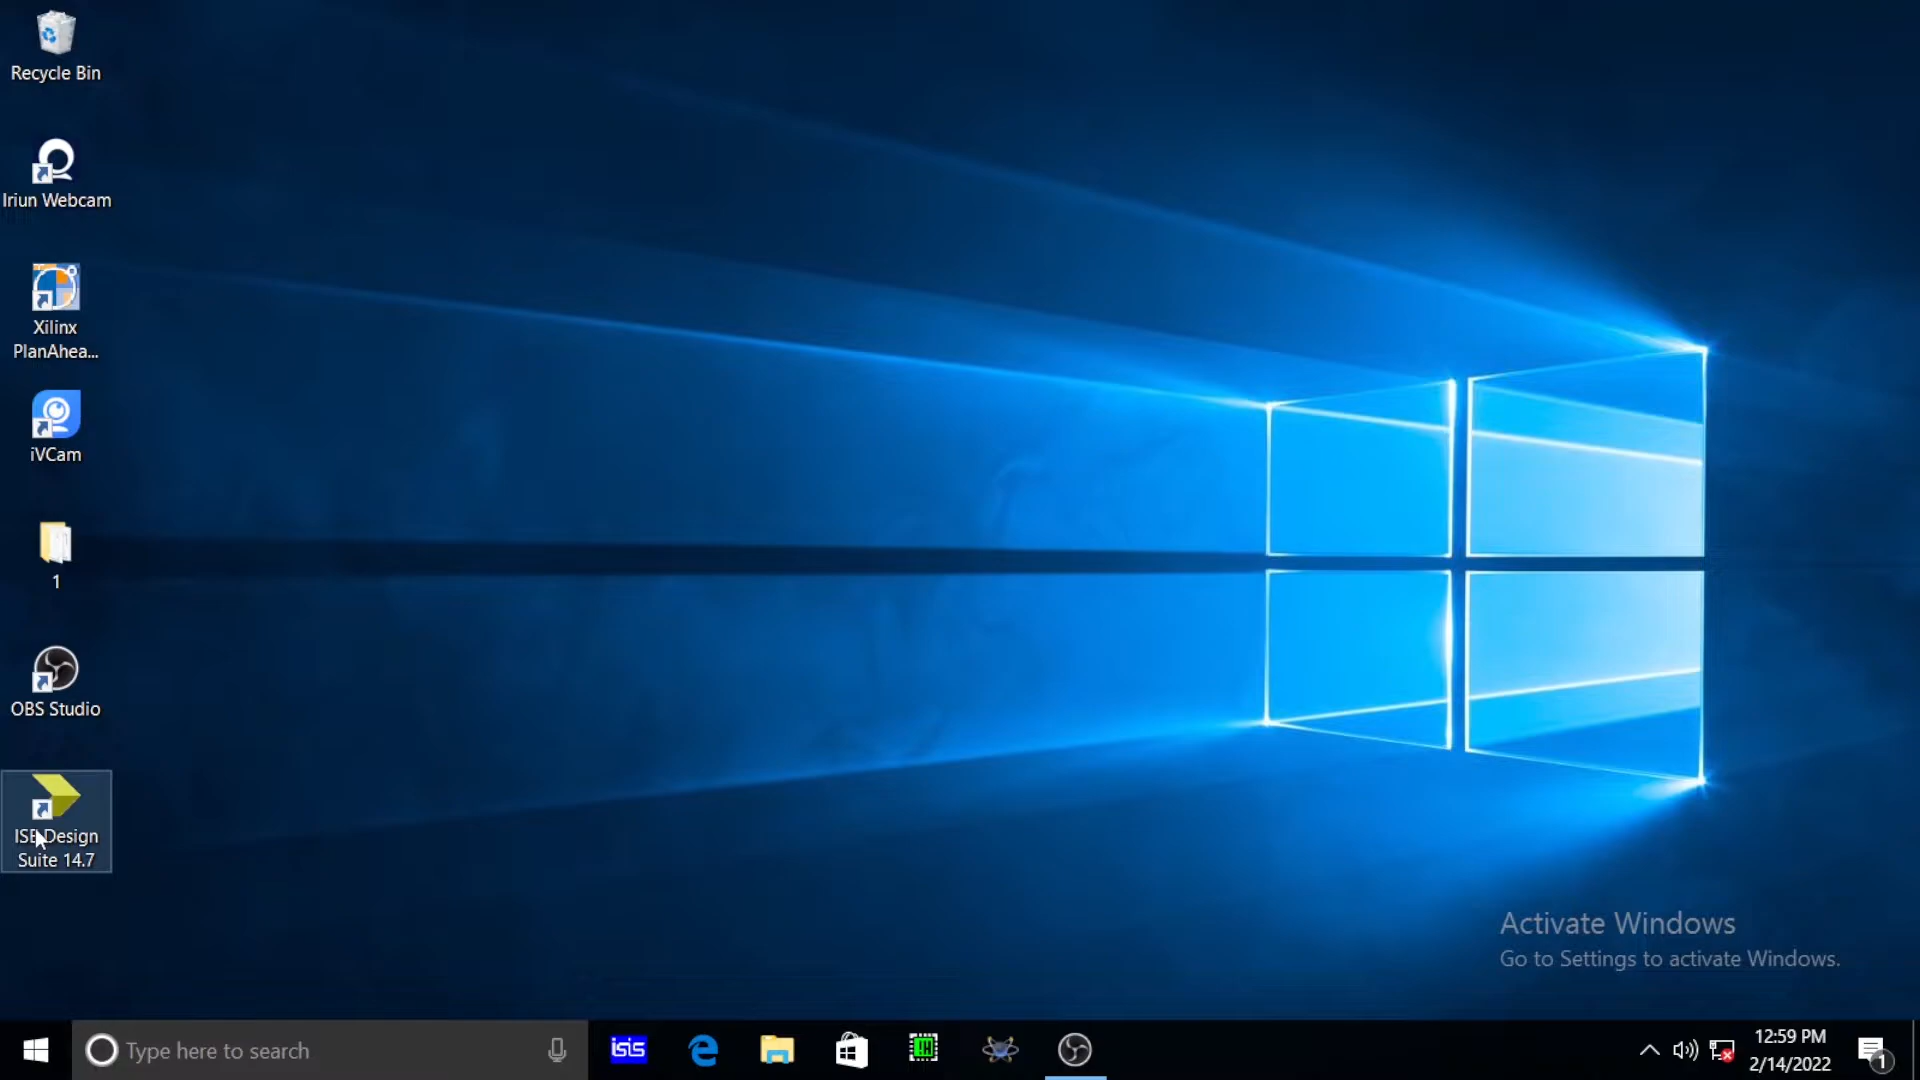 Recycle Bin
Iriun Webcam
Xilinx
PlanAhea...
iVCam
1
OBS Studio
ISE Design
Suite 14.7
Activate Windows
Go to Settings to activate Windows.
Type here to search
isis
12:59 PM
2/14/2022
1